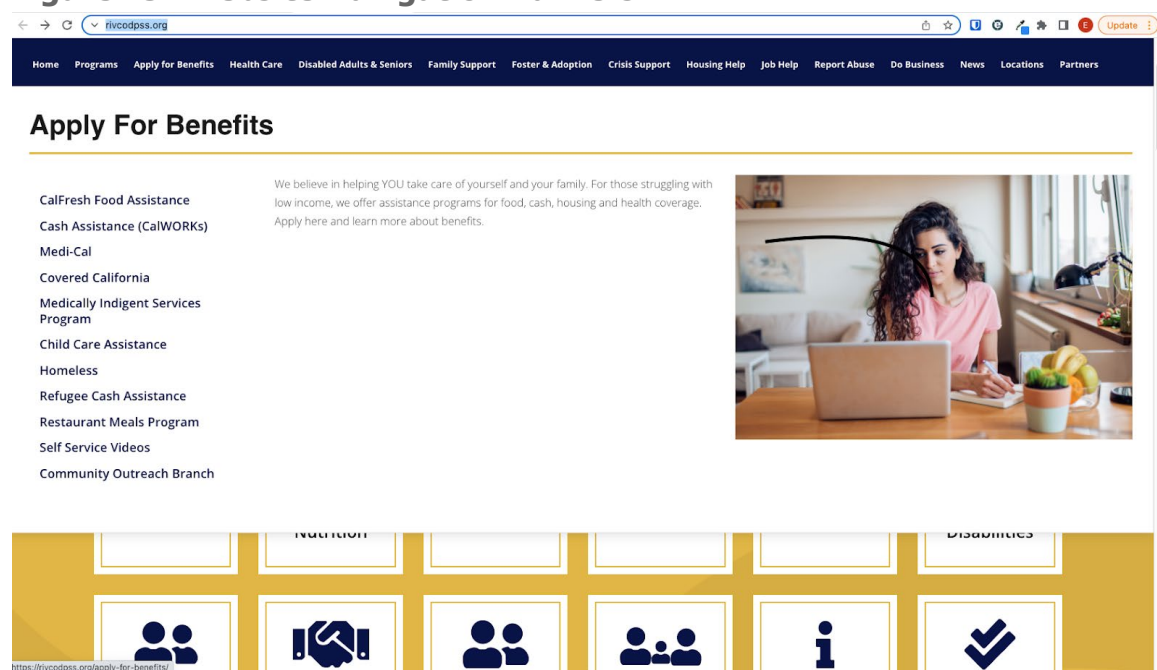 rivcodpss.org
Update
Home Programs Apply for Benefits Health Care Disabled Adults & Seniors Family Support Foster & Adoption Crisis Support Housing Help Job Help Report Abuse Do Business News Locations Partners
Apply For Benefits
CalFresh Food Assistance
Cash Assistance (CalWORKs)
Medi-Cal
Covered California
Medically Indigent Services
Program
Child Care Assistance
Homeless
Refugee Cash Assistance
Restaurant Meals Program
Self Service Videos
Community Outreach Branch
We believe in helping YOU take care of yourself and your family. For those struggling with
low income, we offer assistance programs for food, cash, housing and health coverage.
Apply here and learn more about benefits.
Nutrition Disabilities
https://rivcodpss.org/apply-for-benefits/